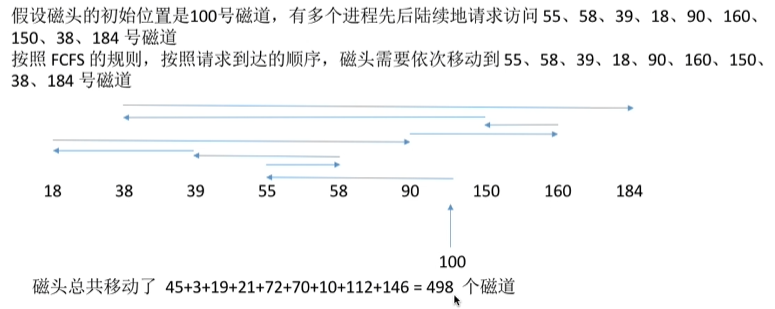 假设磁头的初始位置是100号磁道，有多个进程先后陆续地请求访问 55、58、39、18、90、160、
150、38、184 号磁道
按照 FCFS 的规则，按照请求到达的顺序，磁头需要依次移动到 55、58、39、18、90、160、150、
38、184 号磁道
18 38 39 55 58 90 150 160 184
100
磁头总共移动了 45+3+19+21+72+70+10+112+146 = 498 个磁道